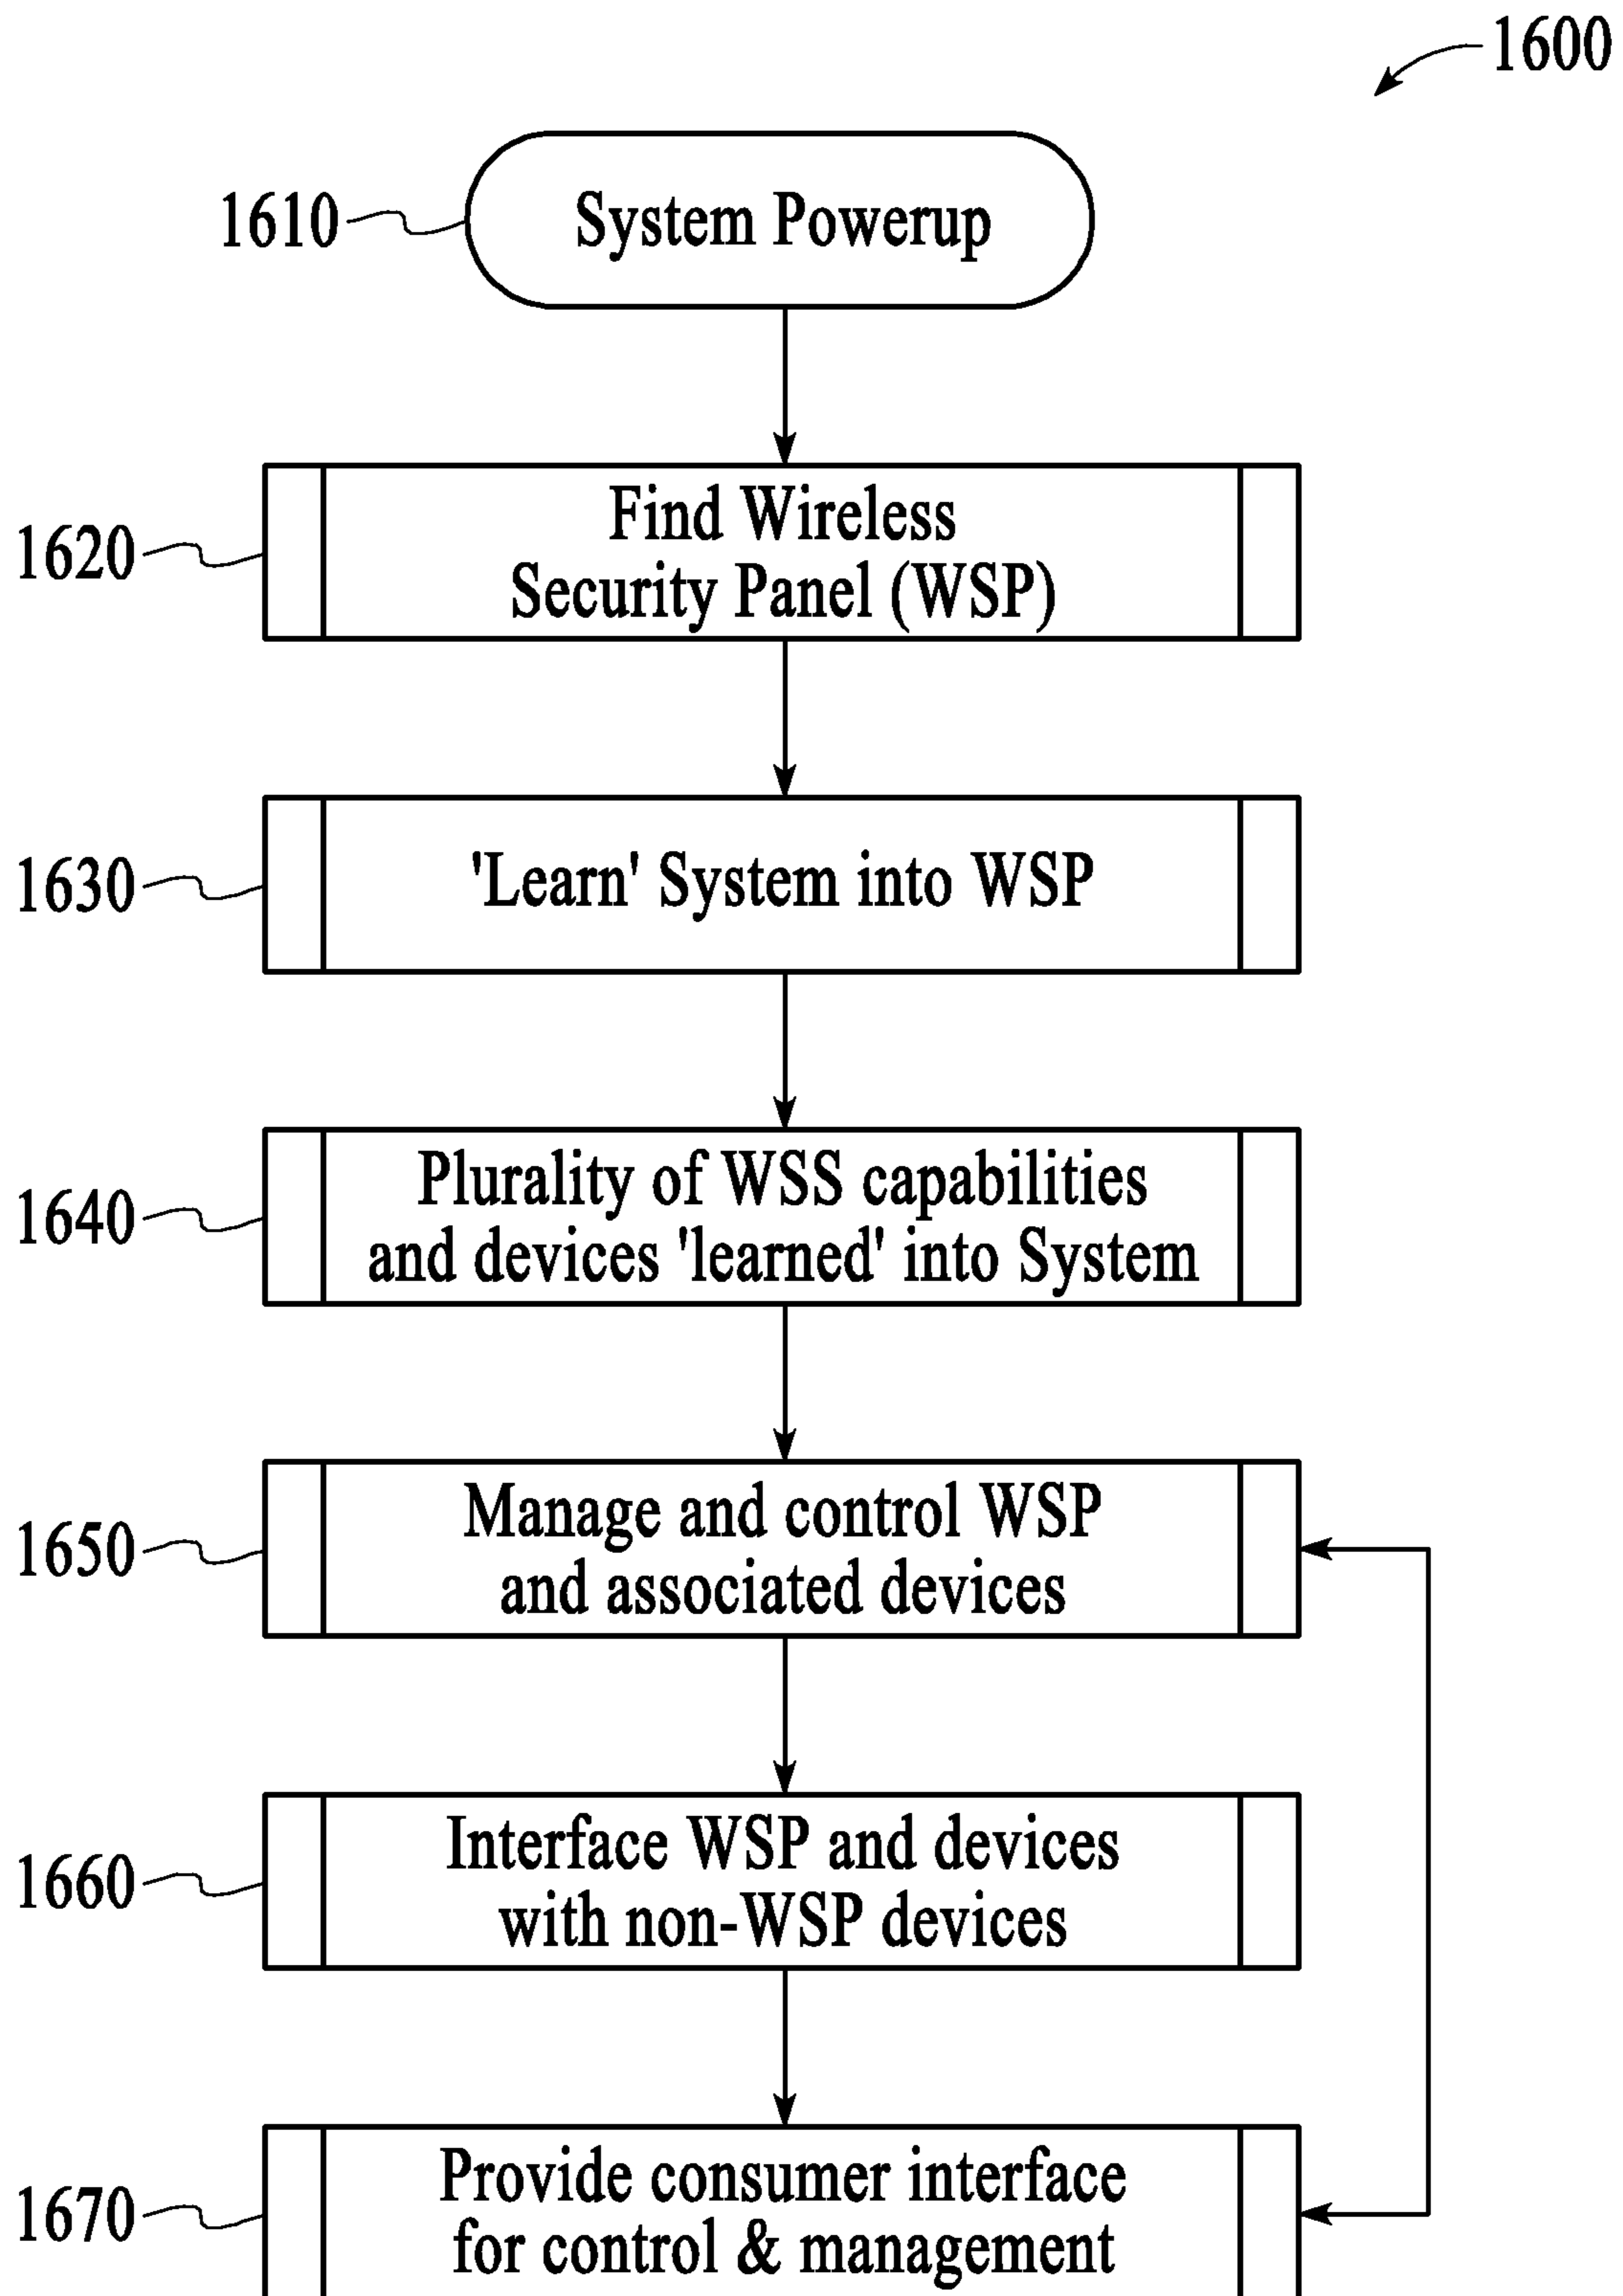 1600
1610
System Powerup
1620
Find Wireless
Security Panel (WSP)
1630
'Learn' System into WSP
1640
Plurality of WSS capabilities
and devices 'learned' into System
1650
Manage and control WSP
and associated devices
1660
Interface WSP and devices
with non-WSP devices
1670
Provide consumer interface
for control & management